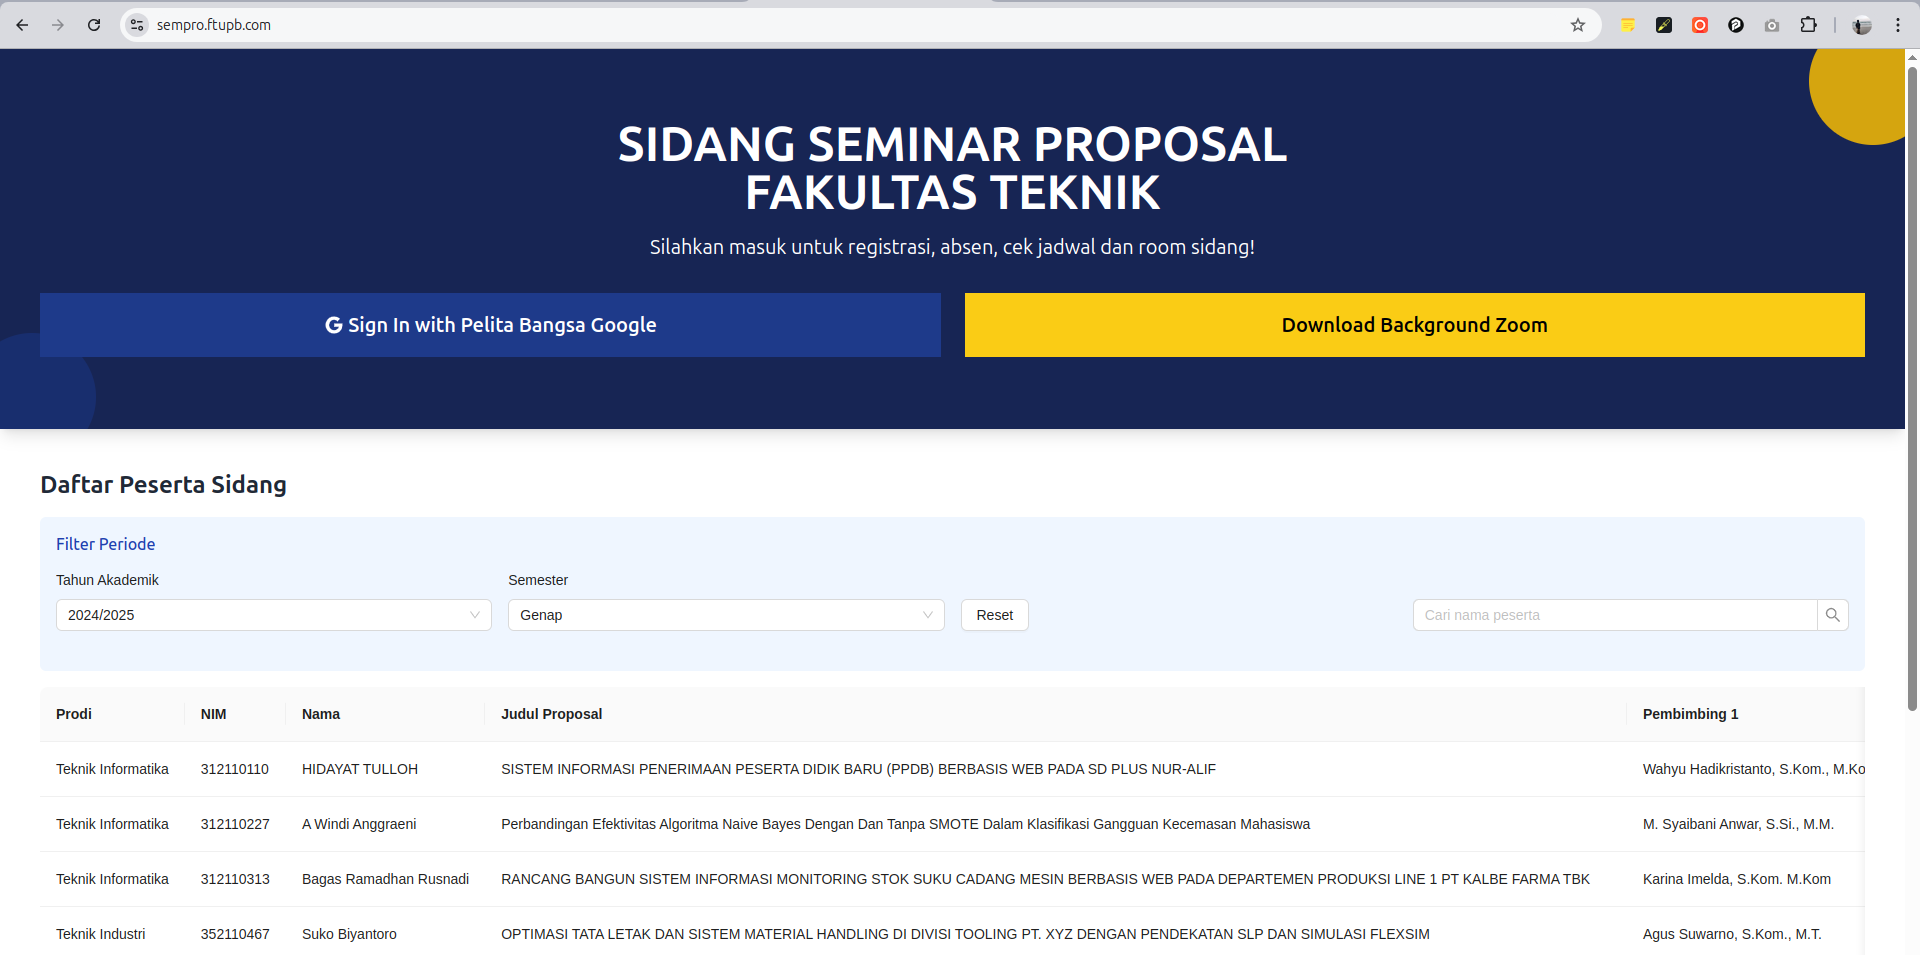 sempro.ftupb.com
SIDANG SEMINAR PROPOSAL
FAKULTAS TEKNIK
Silahkan masuk untuk registrasi, absen, cek jadwal dan room sidang!
Sign In with Pelita Bangsa Google
Download Background Zoom
Daftar Peserta Sidang
Filter Periode
Tahun Akademik Semester
2024/2025 Genap Reset Cari nama peserta
Prodi NIM Nama Judul Proposal Pembimbing 1
Teknik Informatika 312110110 HIDAYAT TULLOH SISTEM INFORMASI PENERIMAAN PESERTA DIDIK BARU (PPDB) BERBASIS WEB PADA SD PLUS NUR-ALIF Wahyu Hadikristanto, S.Kom., M.Ko
Teknik Informatika 312110227 A Windi Anggraeni Perbandingan Efektivitas Algoritma Naive Bayes Dengan Dan Tanpa SMOTE Dalam Klasifikasi Gangguan Kecemasan Mahasiswa M. Syaibani Anwar, S.Si., M.M.
Teknik Informatika 312110313 Bagas Ramadhan Rusnadi RANCANG BANGUN SISTEM INFORMASI MONITORING STOK SUKU CADANG MESIN BERBASIS WEB PADA DEPARTEMEN PRODUKSI LINE 1 PT KALBE FARMA TBK Karina Imelda, S.Kom. M.Kom
Teknik Industri 352110467 Suko Biyantoro OPTIMASI TATA LETAK DAN SISTEM MATERIAL HANDLING DI DIVISI TOOLING PT. XYZ DENGAN PENDEKATAN SLP DAN SIMULASI FLEXSIM Agus Suwarno, S.Kom., M.T.